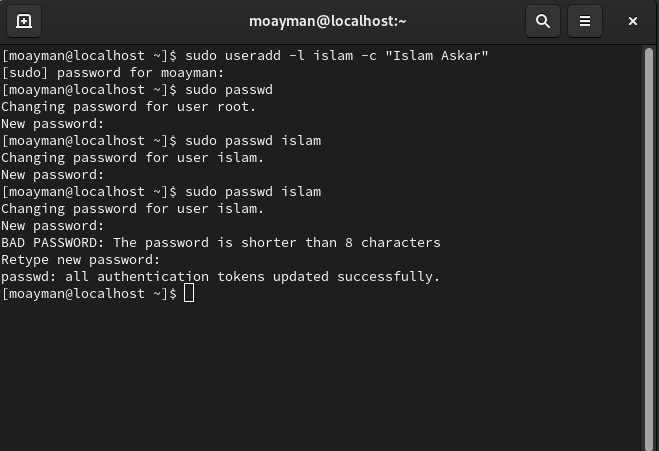 moayman@localhost:~
[moayman@localhost ~]$ sudo useradd -l islam -c "Islam Askar"
[sudo] password for moayman:
[moayman@localhost ~]$ sudo passwd
Changing password for user root.
New password:
[moayman@localhost ~]$ sudo passwd islam
Changing password for user islam.
New password:
[moayman@localhost ~]$ sudo passwd islam
Changing password for user islam.
New password:
BAD PASSWORD: The password is shorter than 8 characters
Retype new password:
passwd: all authentication tokens updated successfully.
[moayman@localhost ~]$